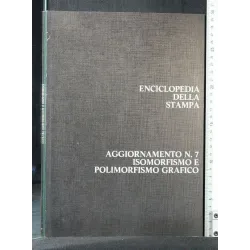 ENCICLOPEDIA
DELLA
STAMPA
AGGIORNAMENTO N. 7
ISOMORFISMO E
POLIMORFISMO GRAFICO